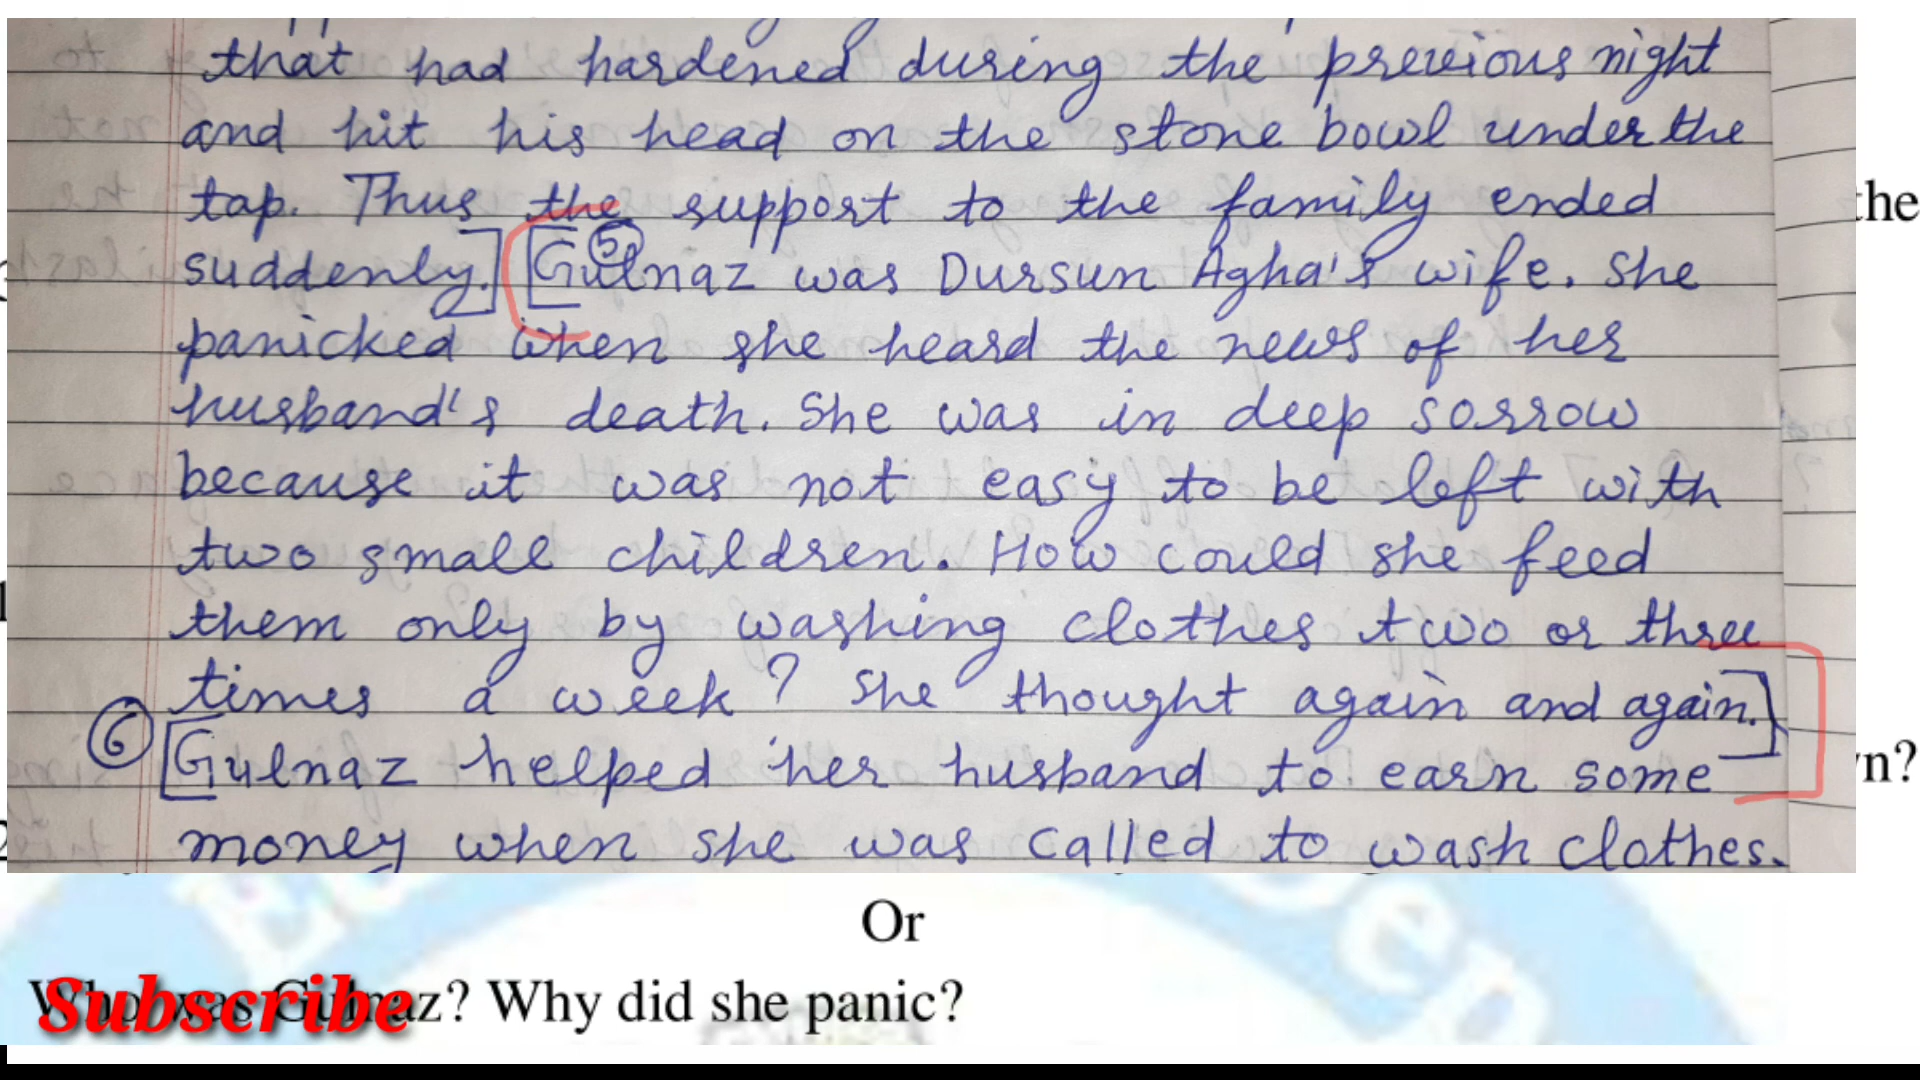 that had hardened during the previous night
and hit his head on the stone bowl under the
tap. Thus the support to the family ended
suddenly.] 5 [Gulnaz was Dursun Agha's wife. She
panicked when she heard the news of her
husband's death. She was in deep sorrow
because it was not easy to be left with
two small children. How could she feed
them only by washing clothes two or three
times a week? She thought again and again.]
6 [Gulnaz helped her husband to earn some
money when she was called to wash clothes.
the
n?
Or
Who was Gulnaz? Why did she panic?
Subscribe